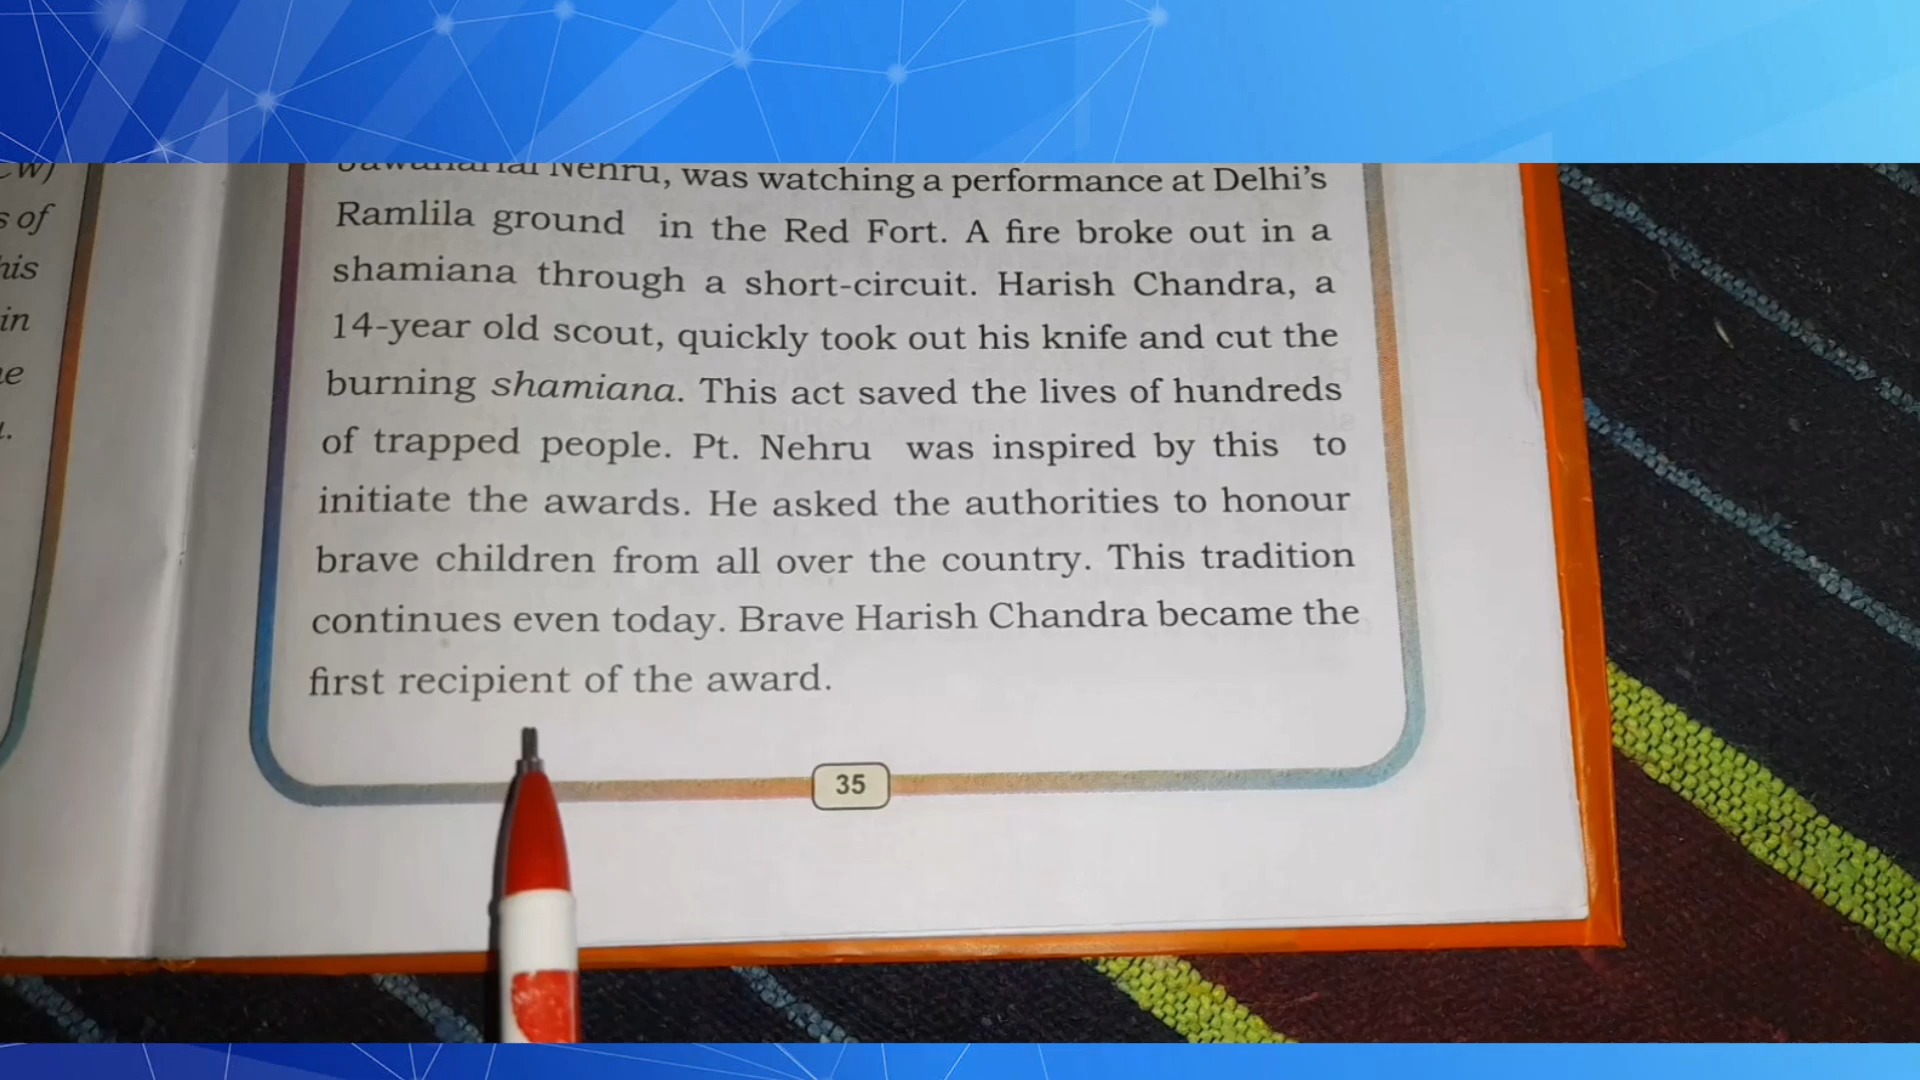 s of
his
in
Nehru, was watching a performance at Delhi's
Ramlila ground in the Red Fort. A fire broke out in a
shamiana through a short-circuit. Harish Chandra, a
14-year old scout, quickly took out his knife and cut the
burning shamiana. This act saved the lives of hundreds
of trapped people. Pt. Nehru was inspired by this to
initiate the awards. He asked the authorities to honour
brave children from all over the country. This tradition
continues even today. Brave Harish Chandra became the
first recipient of the award.
35